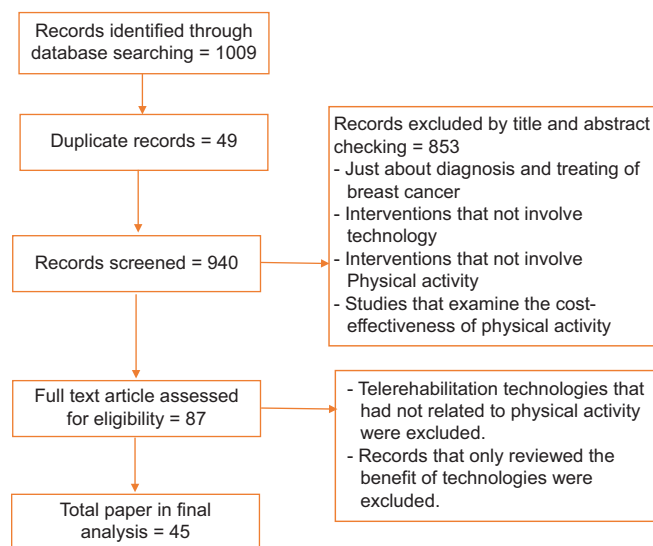 Records identified through
database searching = 1009
Duplicate records = 49
Records excluded by title and abstract
checking = 853
- Just about diagnosis and treating of
breast cancer
- Interventions that not involve
technology
- Interventions that not involve
Physical activity
- Studies that examine the cost-
effectiveness of physical activity
Records screened = 940
Full text article assessed
for eligibility = 87
- Telerehabilitation technologies that
had not related to physical activity
were excluded.
- Records that only reviewed the
benefit of technologies were
excluded.
Total paper in final
analysis = 45